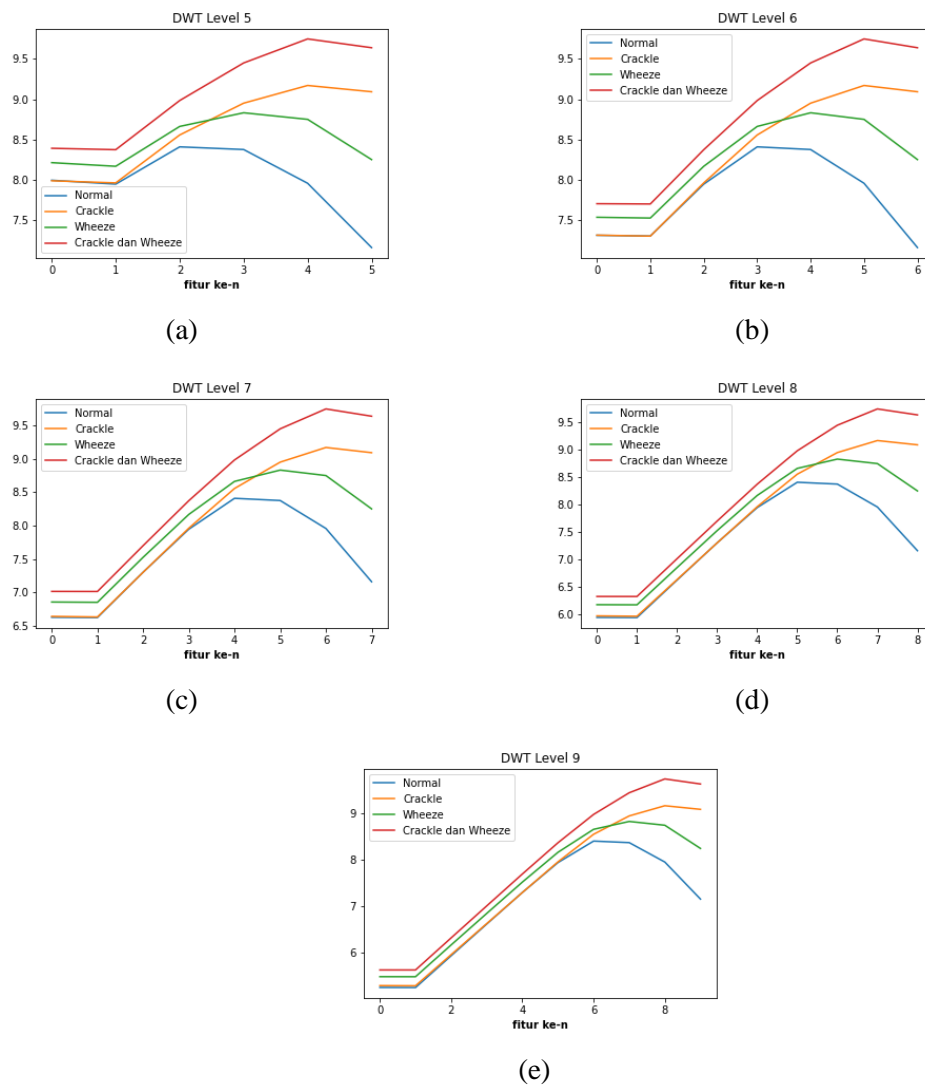 DWT Level 5
9.5
9.0
8.5
8.0
7.5
Normal
Crackle
Wheeze
Crackle dan Wheeze
0 1 2 3 4 5
fitur ke-n
(a)
DWT Level 6
Normal
Crackle
Wheeze
Crackle dan Wheeze
9.5
9.0
8.5
8.0
7.5
0 1 2 3 4 5 6
fitur ke-n
(b)
DWT Level 7
Normal
Crackle
Wheeze
Crackle dan Wheeze
9.5
9.0
8.5
8.0
7.5
7.0
6.5
0 1 2 3 4 5 6 7
fitur ke-n
(c)
DWT Level 8
Normal
Crackle
Wheeze
Crackle dan Wheeze
9.5
9.0
8.5
8.0
7.5
7.0
6.5
6.0
0 1 2 3 4 5 6 7 8
fitur ke-n
(d)
DWT Level 9
Normal
Crackle
Wheeze
Crackle dan Wheeze
9
8
7
6
0 2 4 6 8
fitur ke-n
(e)